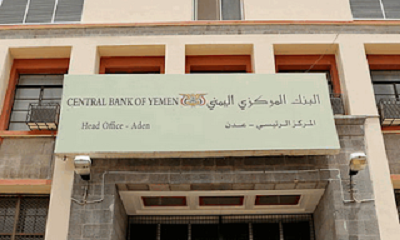 CENTRAL BANK OF YEMEN البنك المركزي اليمني
Head Office - Aden المركز الرئيسي - عدن